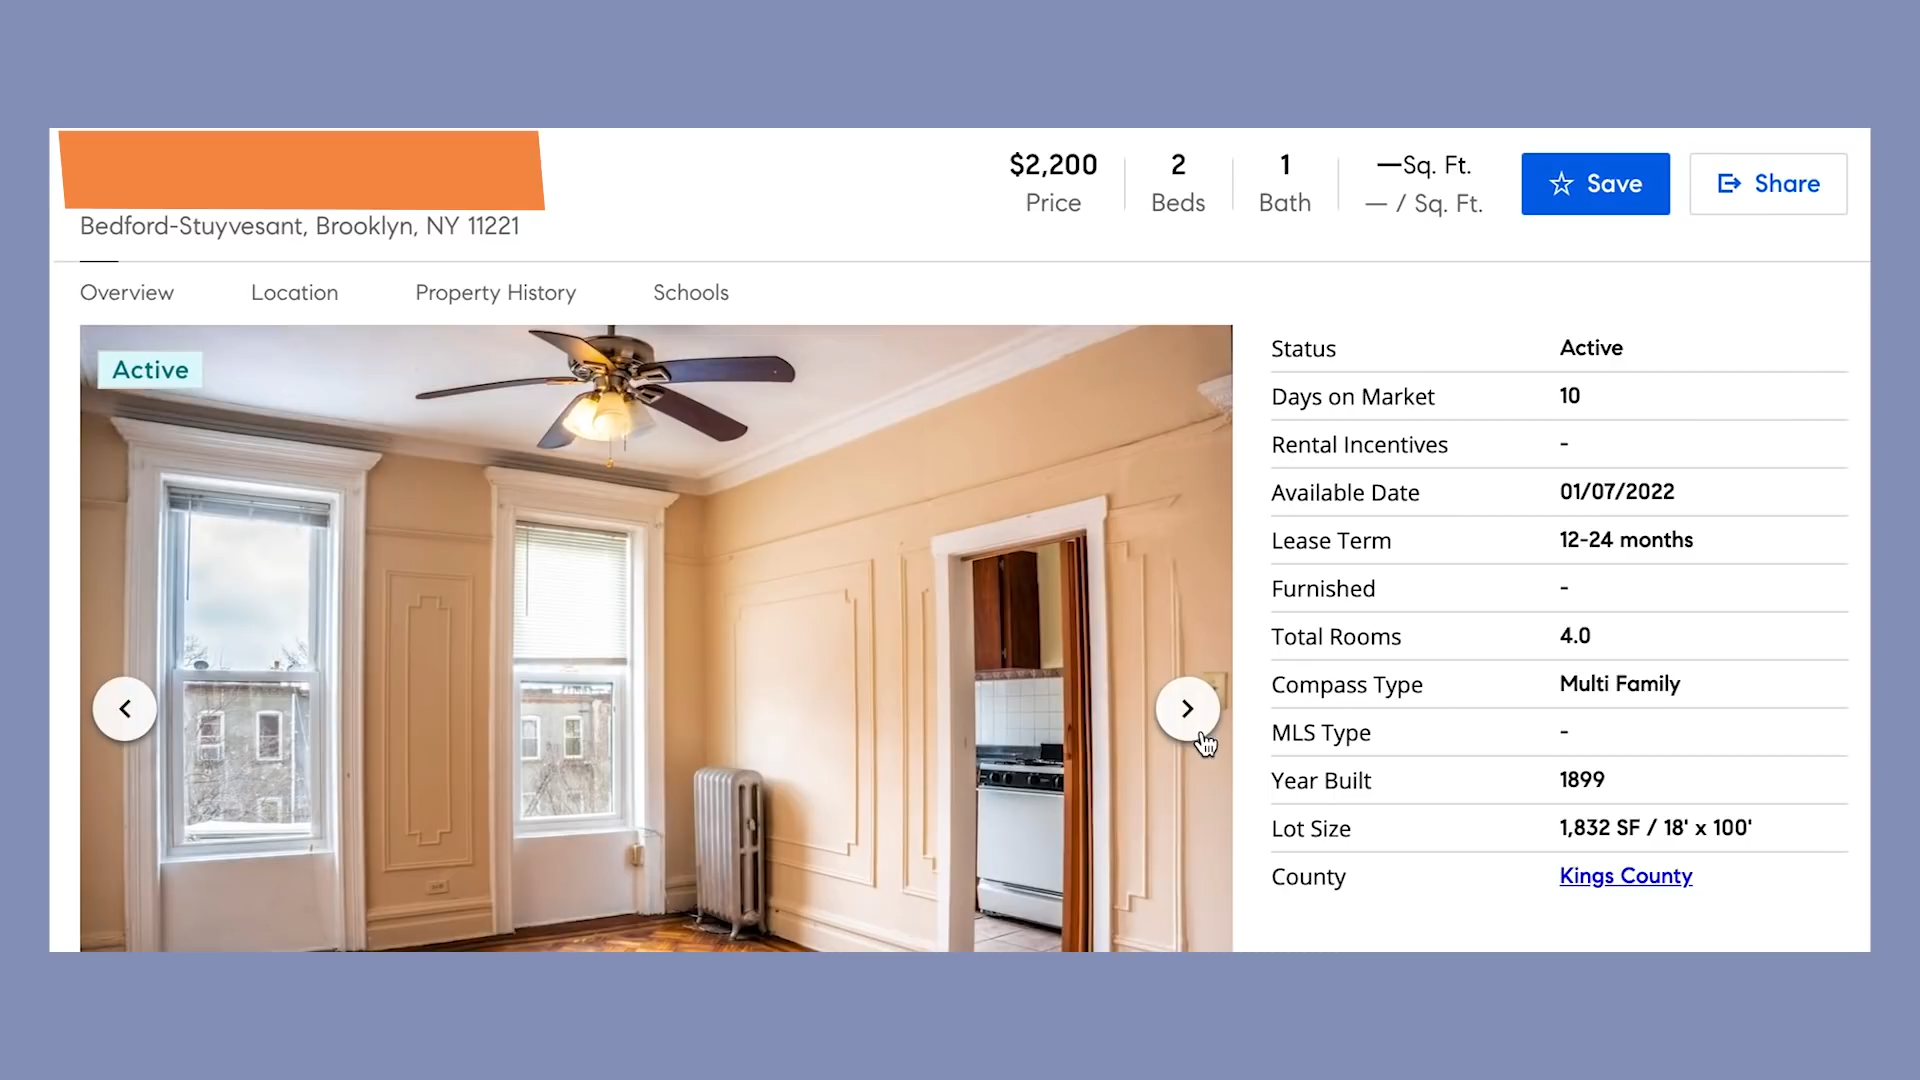 $2,200
Price
2
Beds
1
Bath
—Sq. Ft.
— / Sq. Ft.
Save
Share
Bedford-Stuyvesant, Brooklyn, NY 11221
Overview
Location
Property History
Schools
Active
Status Active
Days on Market 10
Rental Incentives -
Available Date 01/07/2022
Lease Term 12-24 months
Furnished -
Total Rooms 4.0
Compass Type Multi Family
MLS Type -
Year Built 1899
Lot Size 1,832 SF / 18' x 100'
County Kings County